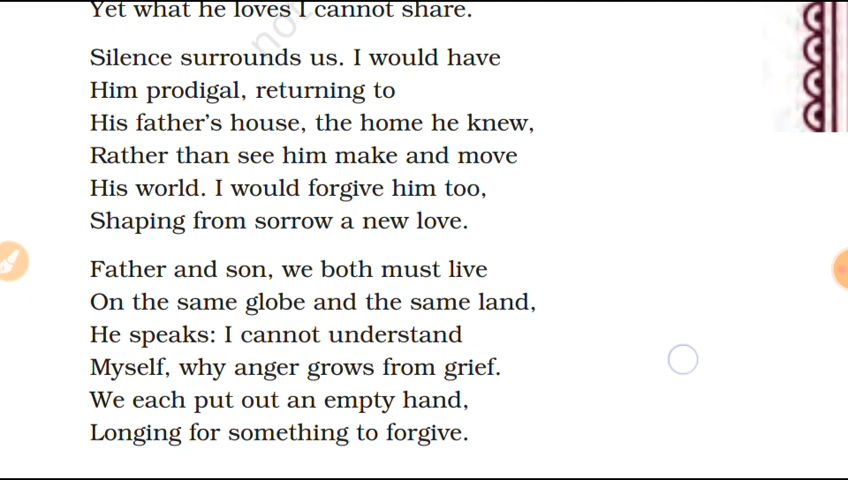 Yet what he loves I cannot share.
Silence surrounds us. I would have
Him prodigal, returning to
His father's house, the home he knew,
Rather than see him make and move
His world. I would forgive him too,
Shaping from sorrow a new love.
Father and son, we both must live
On the same globe and the same land,
He speaks: I cannot understand
Myself, why anger grows from grief.
We each put out an empty hand,
Longing for something to forgive.
not